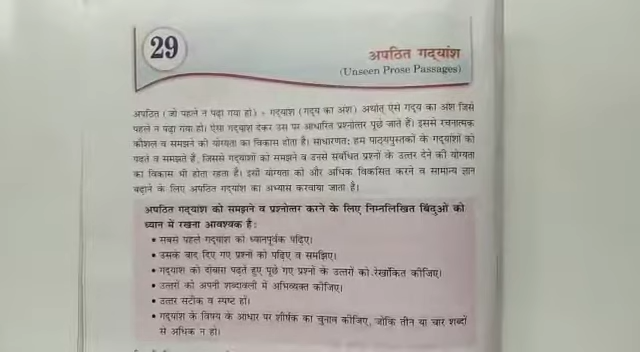 29
अपठित गद्यांश
(Unseen Prose Passages)
अपठित (जो पहले न पढ़ा गया हो) + गद्यांश (गद्य का अंश) अर्थात् ऐसे गद्य का अंश जिसे
पहले न पढ़ा गया हो। ऐसा गद्यांश देकर उस पर आधारित प्रश्नोत्तर पूछे जाते हैं। इससे रचनात्मक
कौशल व समझने की योग्यता का विकास होता है। साधारणतः हम पाठ्यपुस्तकों के गद्यांशों को
पढ़ते व समझते हैं, जिससे गद्यांशों को समझने व उनसे संबंधित प्रश्नों के उत्तर देने की योग्यता
का विकास भी होता रहता है। इसी योग्यता को और अधिक विकसित करने व सामान्य ज्ञान
बढ़ाने के लिए अपठित गद्यांश का अभ्यास करवाया जाता है।
अपठित गद्यांश को समझने व प्रश्नोत्तर करने के लिए निम्नलिखित बिंदुओं को
ध्यान में रखना आवश्यक है:
• सबसे पहले गद्यांश को ध्यानपूर्वक पढ़िए।
• उसके बाद दिए गए प्रश्नों को पढ़िए व समझिए।
• गद्यांश को दोबारा पढ़ते हुए पूछे गए प्रश्नों के उत्तरों को रेखांकित कीजिए।
• उत्तरों को अपनी शब्दावली में अभिव्यक्त कीजिए।
• उत्तर सटीक व स्पष्ट हों।
• गद्यांश के विषय के आधार पर शीर्षक का चुनाव कीजिए, जोकि तीन या चार शब्दों
से अधिक न हो।